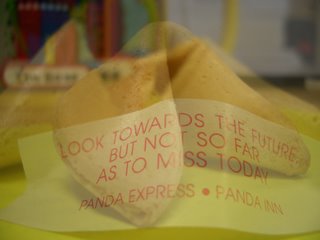 LOOK TOWARDS THE FUTURE,
BUT NOT SO FAR
AS TO MISS TODAY
PANDA EXPRESS • PANDA INN